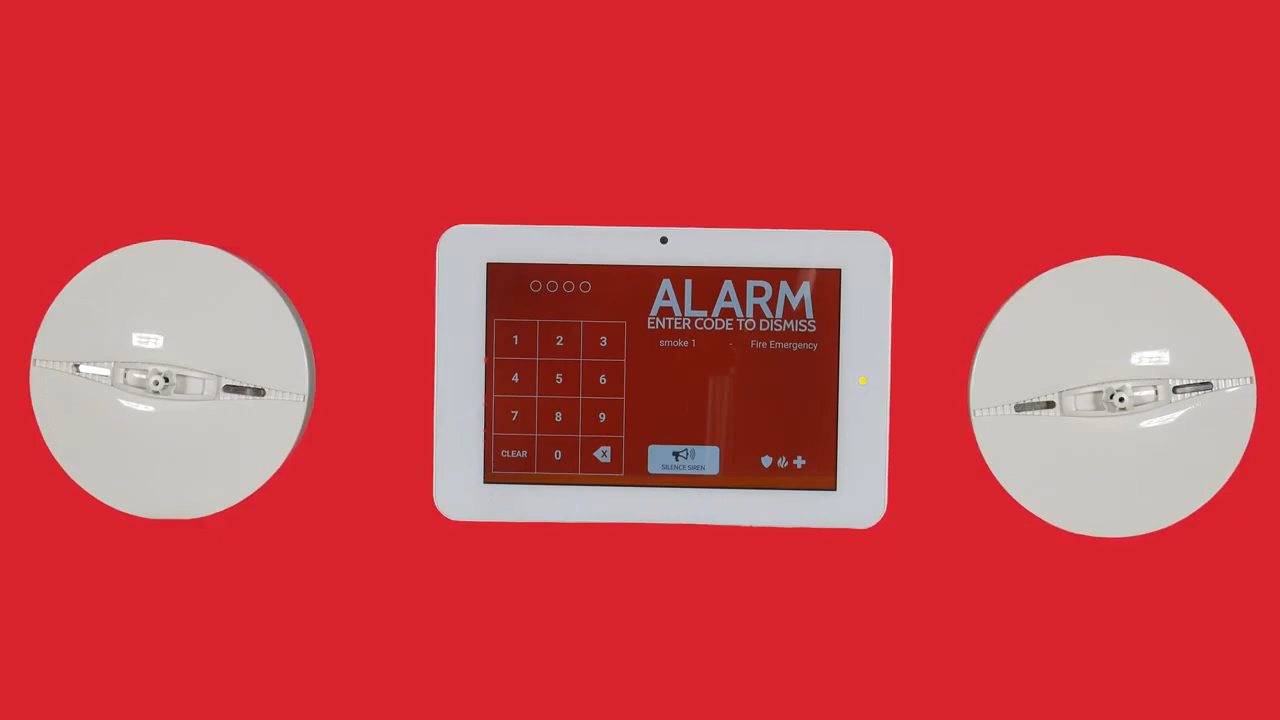 ALARM
ENTER CODE TO DISMISS
smoke 1 - Fire Emergency
1 2 3
4 5 6
7 8 9
CLEAR 0 X
SILENCE SIREN